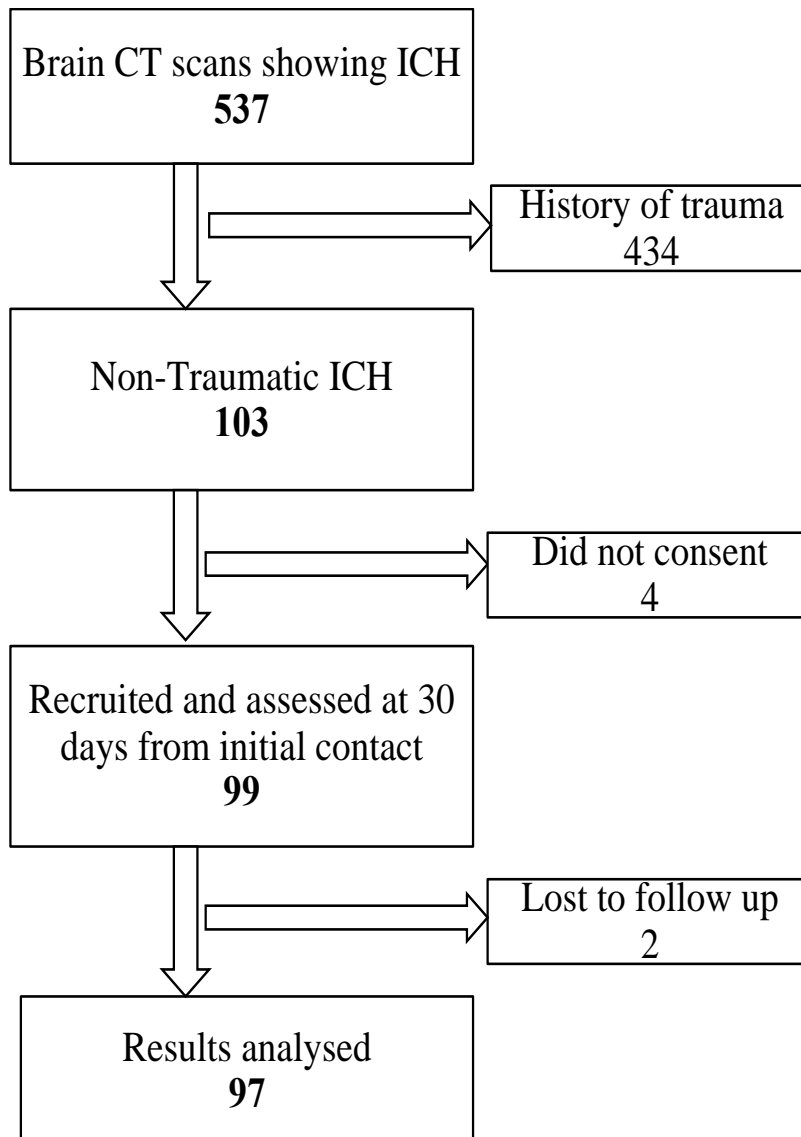 Brain CT scans showing ICH
537
History of trauma
434
Non-Traumatic ICH
103
Did not consent
4
Recruited and assessed at 30
days from initial contact
99
Lost to follow up
2
Results analysed
97